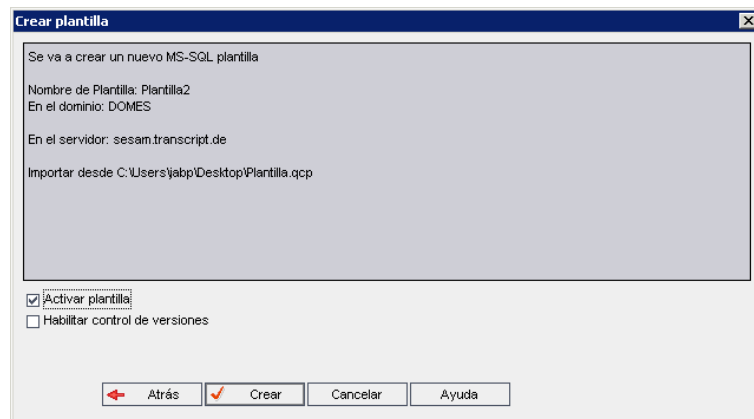 Crear plantilla
Se va a crear un nuevo MS-SQL plantilla
Nombre de Plantilla: Plantilla2
En el dominio: DOMES
En el servidor: sesam.transcript.de
Importar desde C:\Users\jabp\Desktop\Plantilla.qcp
Activar plantilla
Habilitar control de versiones
Atrás
Crear
Cancelar
Ayuda